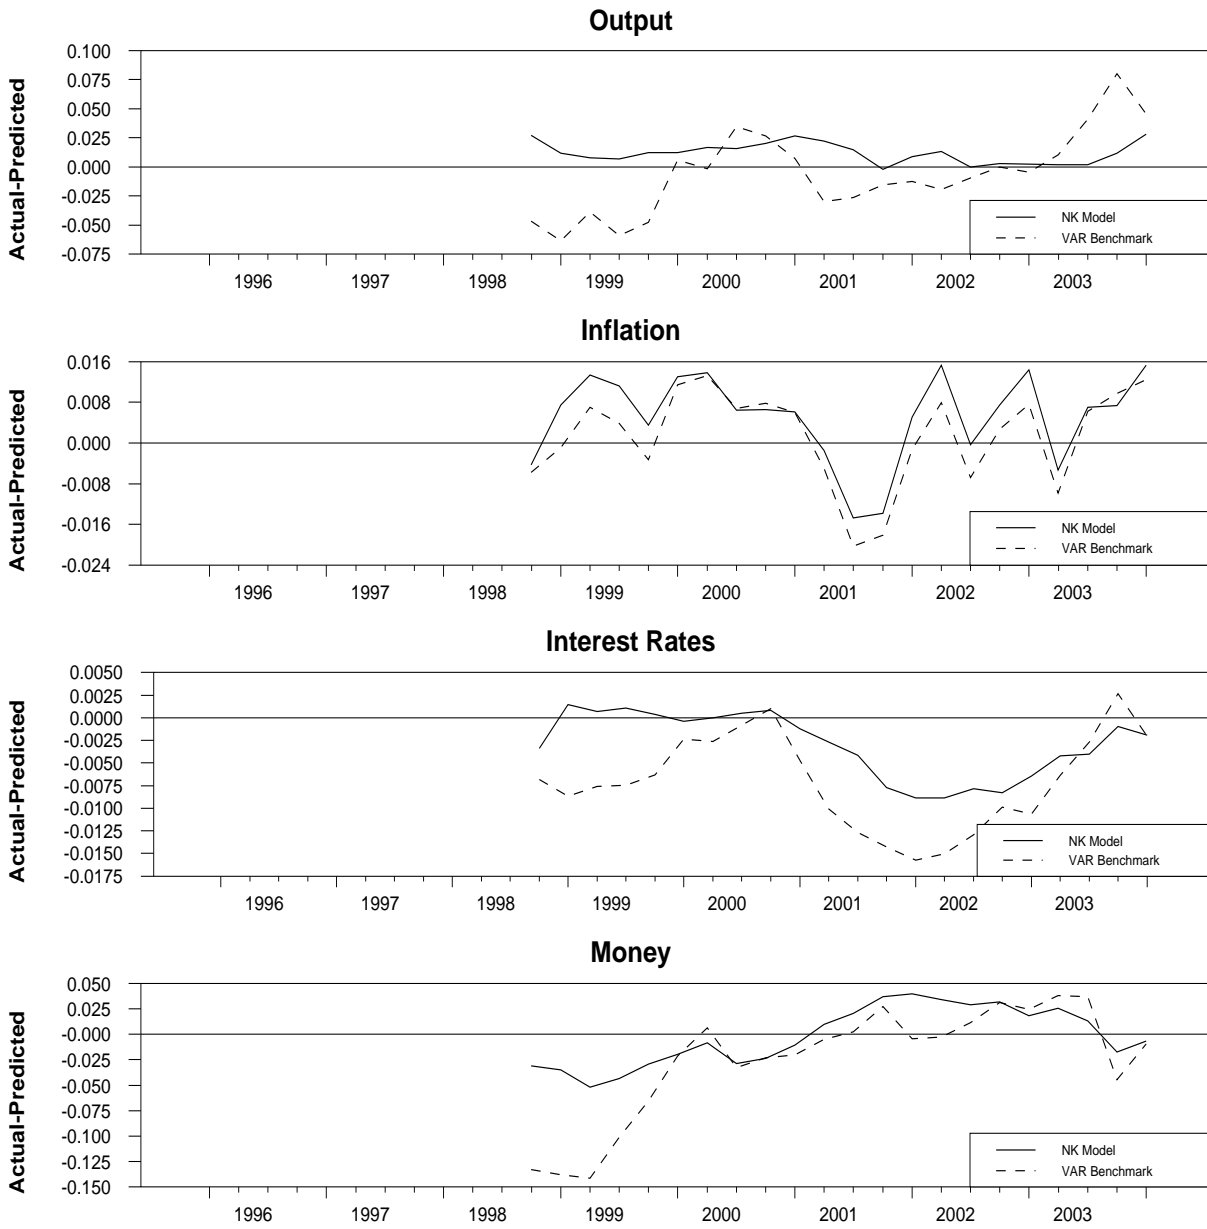 Output
Actual-Predicted
0.100
0.075
0.050
0.025
0.000
-0.025
-0.050
-0.075
NK Model
VAR Benchmark
1996 1997 1998 1999 2000 2001 2002 2003
Inflation
Actual-Predicted
0.016
0.008
0.000
-0.008
-0.016
-0.024
NK Model
VAR Benchmark
1996 1997 1998 1999 2000 2001 2002 2003
Interest Rates
Actual-Predicted
0.0050
0.0025
0.0000
-0.0025
-0.0050
-0.0075
-0.0100
-0.0125
-0.0150
-0.0175
NK Model
VAR Benchmark
1996 1997 1998 1999 2000 2001 2002 2003
Money
Actual-Predicted
0.050
0.025
-0.000
-0.025
-0.050
-0.075
-0.100
-0.125
-0.150
NK Model
VAR Benchmark
1996 1997 1998 1999 2000 2001 2002 2003